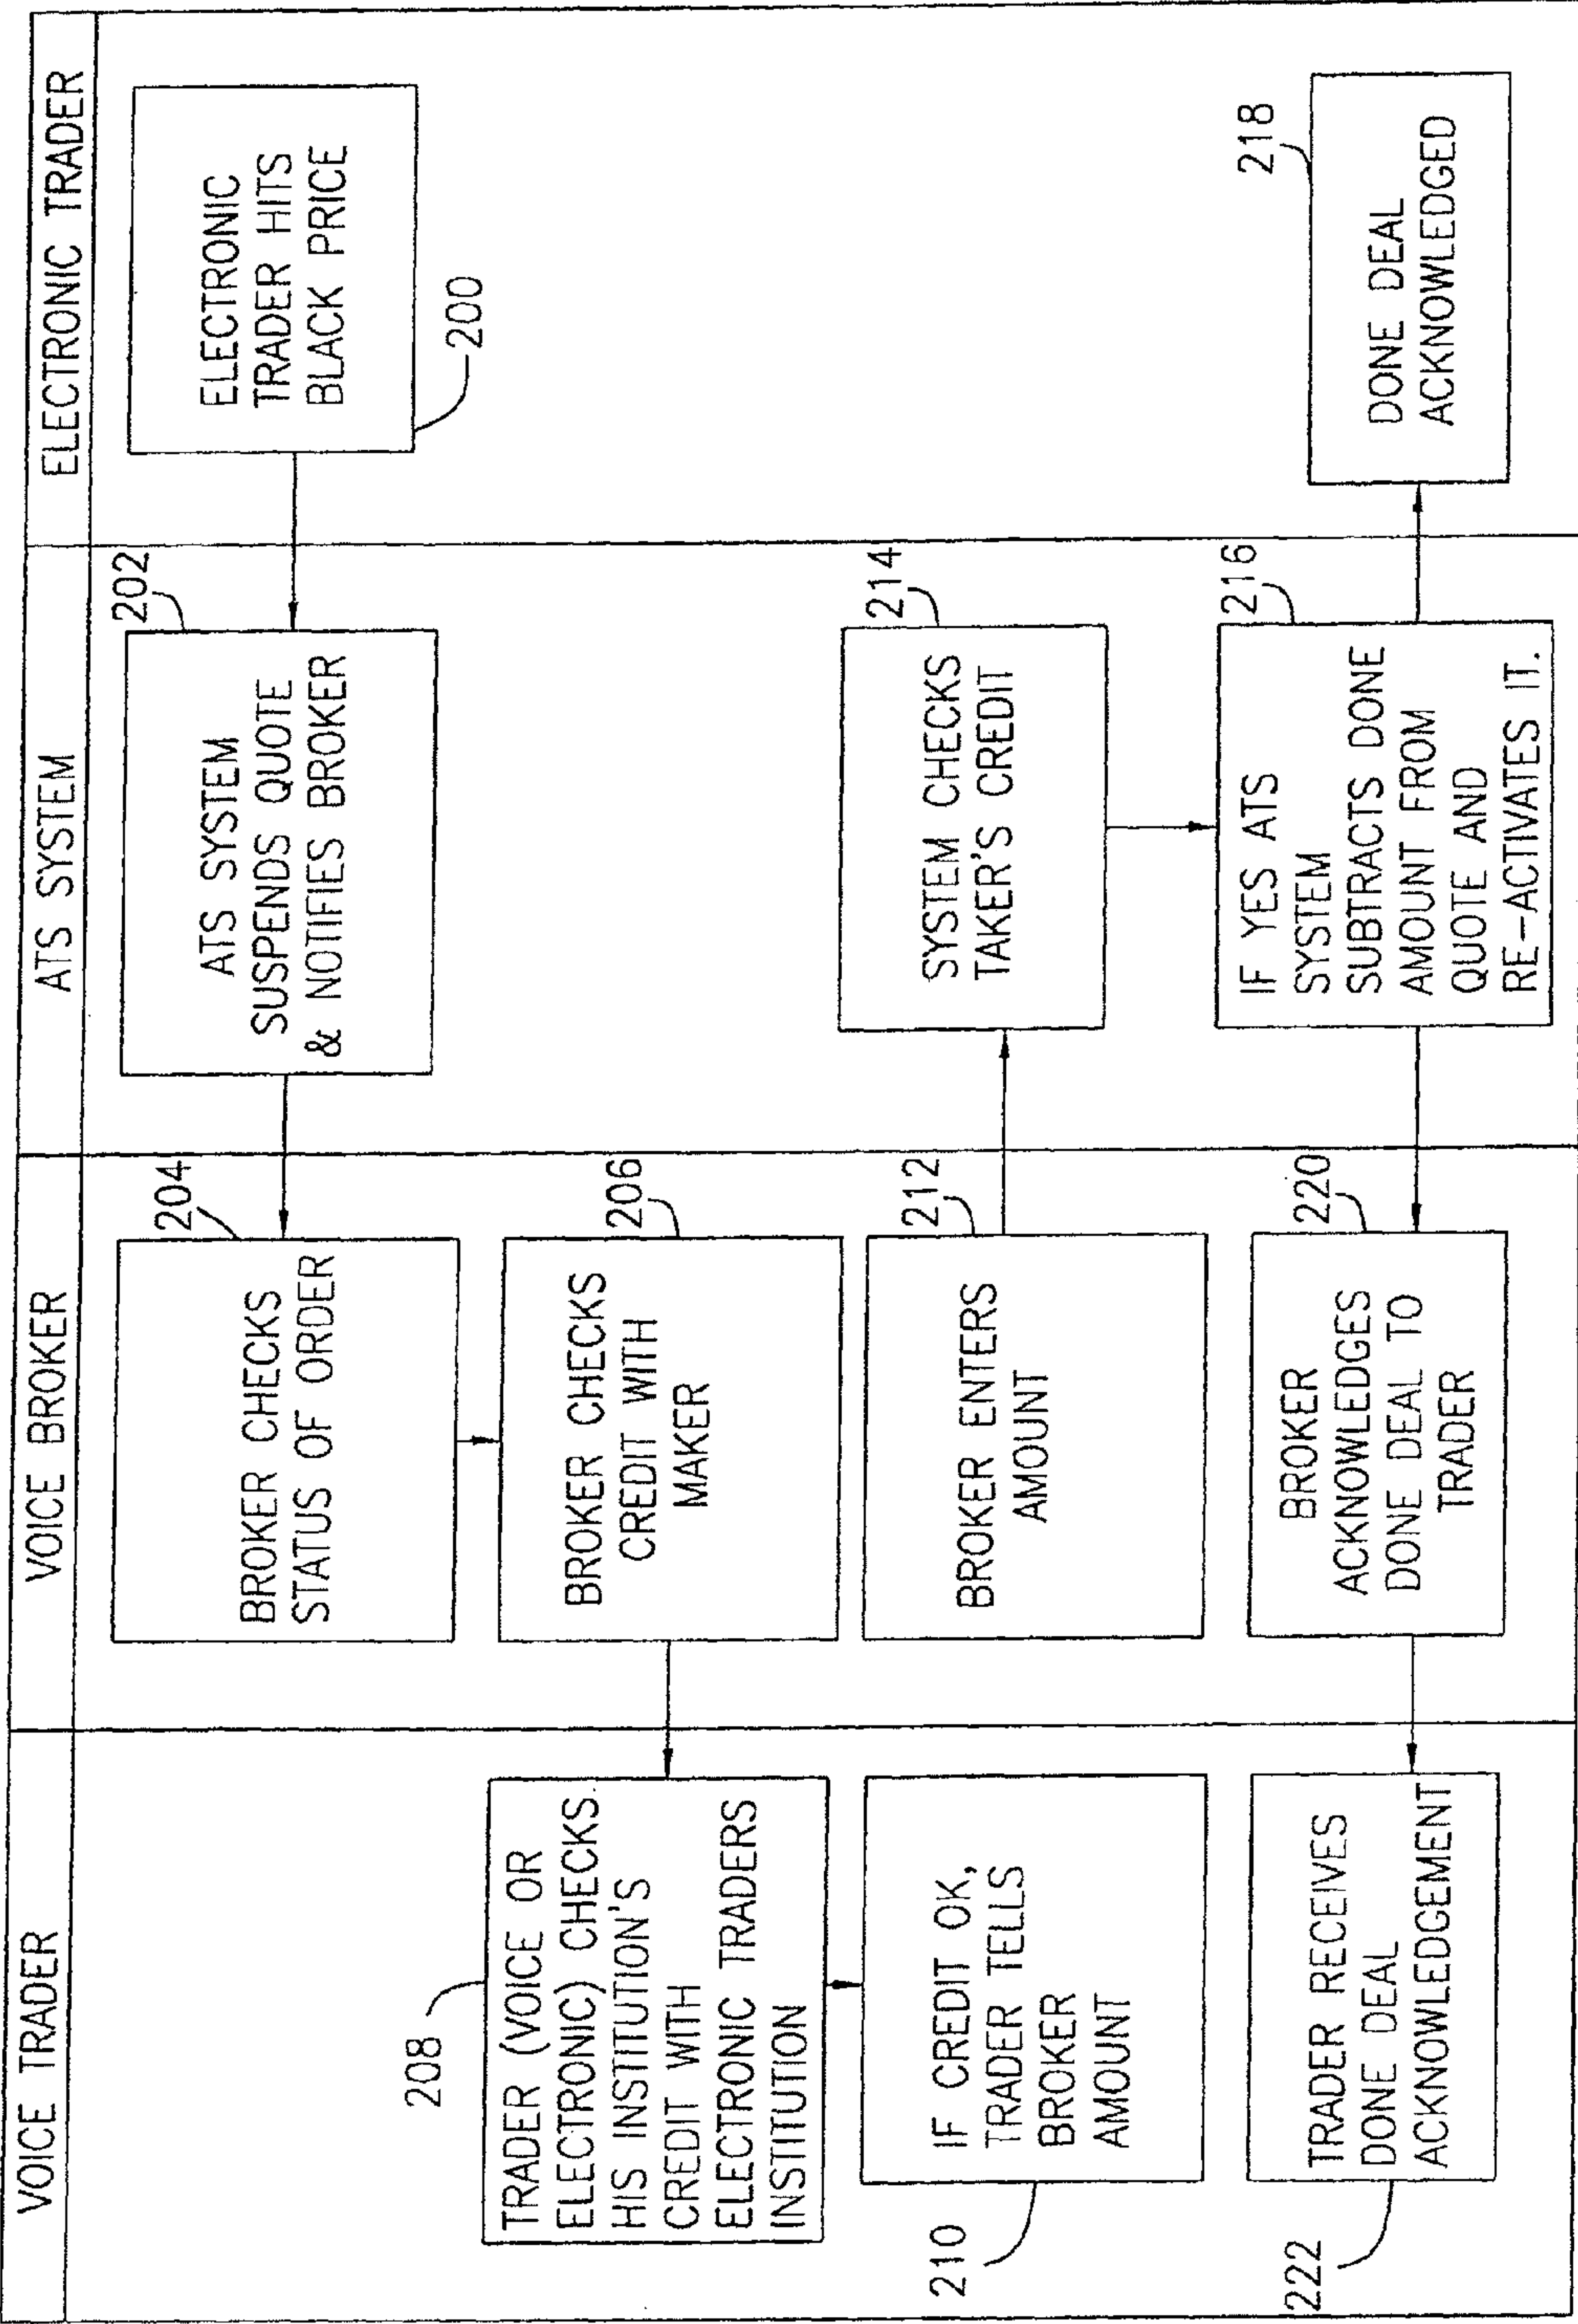 VOICE TRADER
VOICE BROKER
ATS SYSTEM
ELECTRONIC TRADER
ELECTRONIC
TRADER HITS
BLACK PRICE
200
202
ATS SYSTEM
SUSPENDS QUOTE
& NOTIFIES BROKER
204
BROKER CHECKS
STATUS OF ORDER
206
BROKER CHECKS
CREDIT WITH
MAKER
208
TRADER (VOICE OR
ELECTRONIC) CHECKS
HIS INSTITUTION'S
CREDIT WITH
ELECTRONIC TRADERS
INSTITUTION
210
IF CREDIT OK,
TRADER TELLS
BROKER
AMOUNT
212
BROKER ENTERS
AMOUNT
214
SYSTEM CHECKS
TAKER'S CREDIT
216
IF YES ATS
SYSTEM
SUBTRACTS DONE
AMOUNT FROM
QUOTE AND
RE-ACTIVATES IT.
218
DONE DEAL
ACKNOWLEDGED
220
BROKER
ACKNOWLEDGES
DONE DEAL TO
TRADER
222
TRADER RECEIVES
DONE DEAL
ACKNOWLEDGEMENT